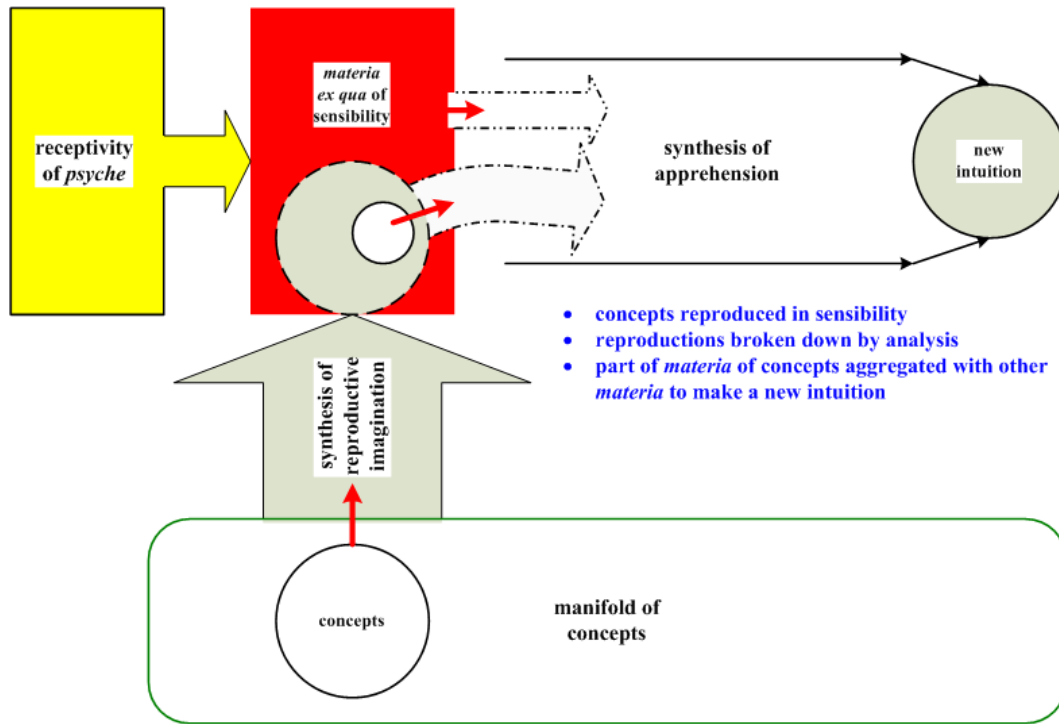 receptivity
of psyche
materia
ex qua of
sensibility
synthesis of
apprehension
new
intuition
• concepts reproduced in sensibility
• reproductions broken down by analysis
• part of materia of concepts aggregated with other
materia to make a new intuition
synthesis of
reproductive
imagination
concepts
manifold of
concepts